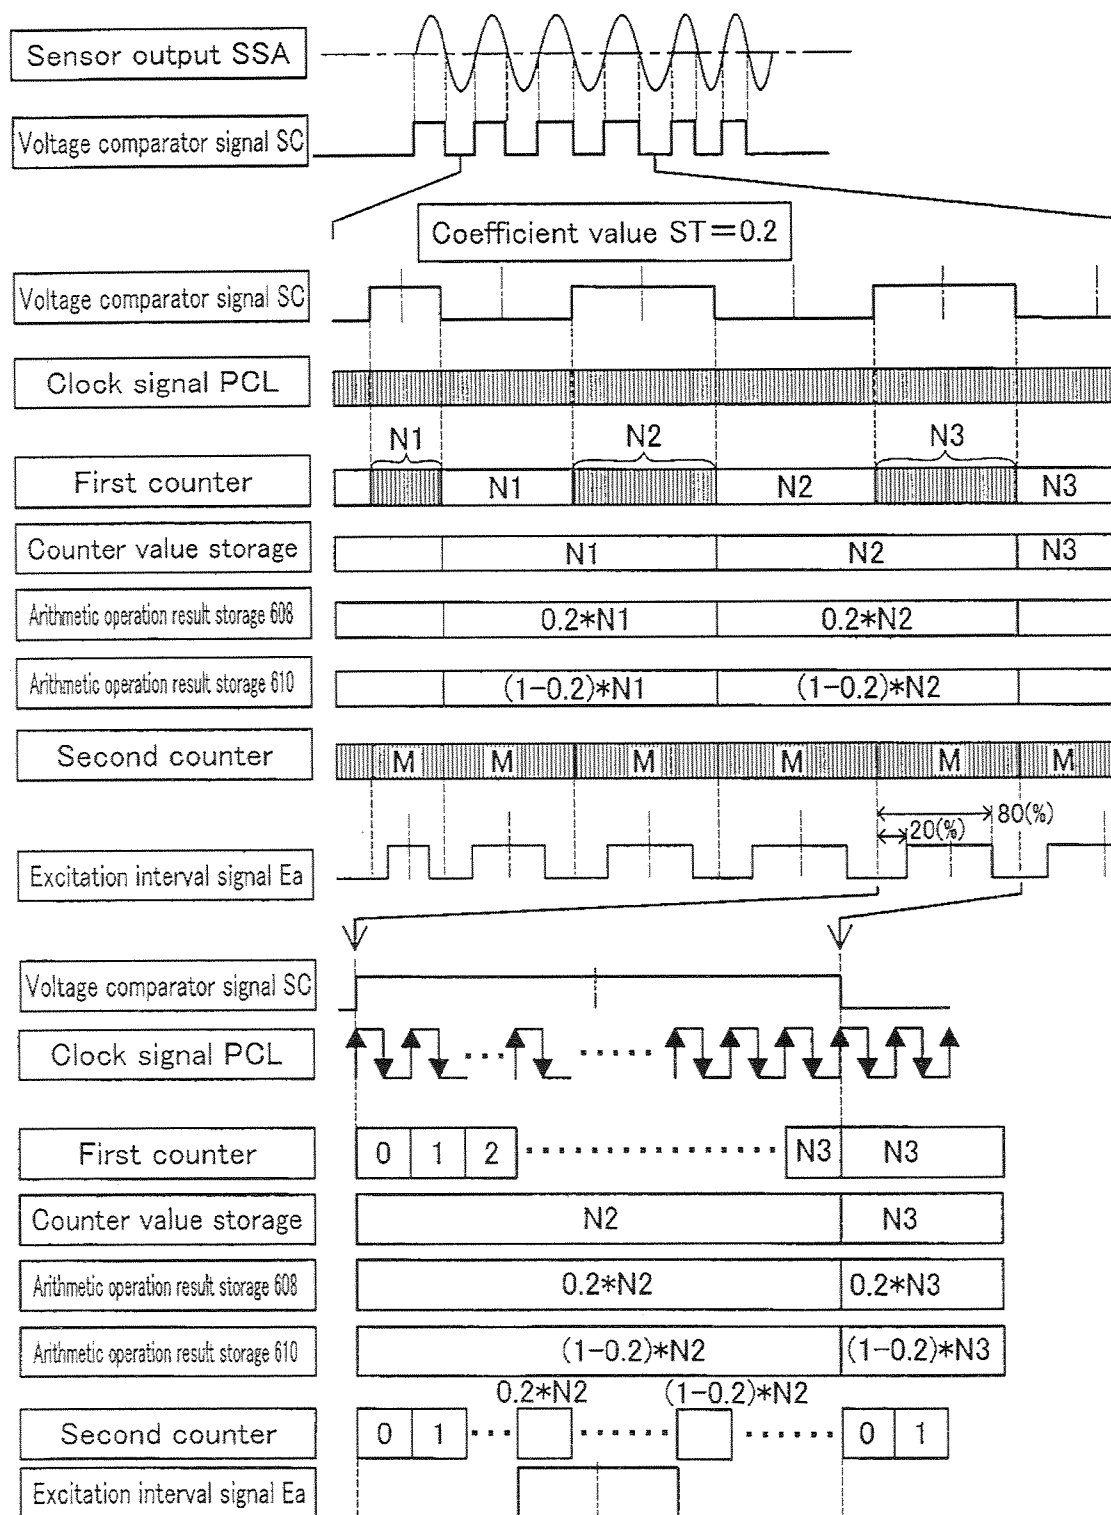 Sensor output SSA
Voltage comparator signal SC
Coefficient value ST=0.2
Voltage comparator signal SC
Clock signal PCL
N1 N2 N3
First counter N1 N2 N3
Counter value storage N1 N2 N3
Arithmetic operation result storage 608 0.2*N1 0.2*N2
Arithmetic operation result storage 610 (1-0.2)*N1 (1-0.2)*N2
Second counter M M M M M M
80(%)
20(%)
Excitation interval signal Ea
Voltage comparator signal SC
Clock signal PCL
First counter 0 1 2 N3 N3
Counter value storage N2 N3
Arithmetic operation result storage 608 0.2*N2 0.2*N3
Arithmetic operation result storage 610 (1-0.2)*N2 (1-0.2)*N3
0.2*N2 (1-0.2)*N2
Second counter 0 1 0 1
Excitation interval signal Ea